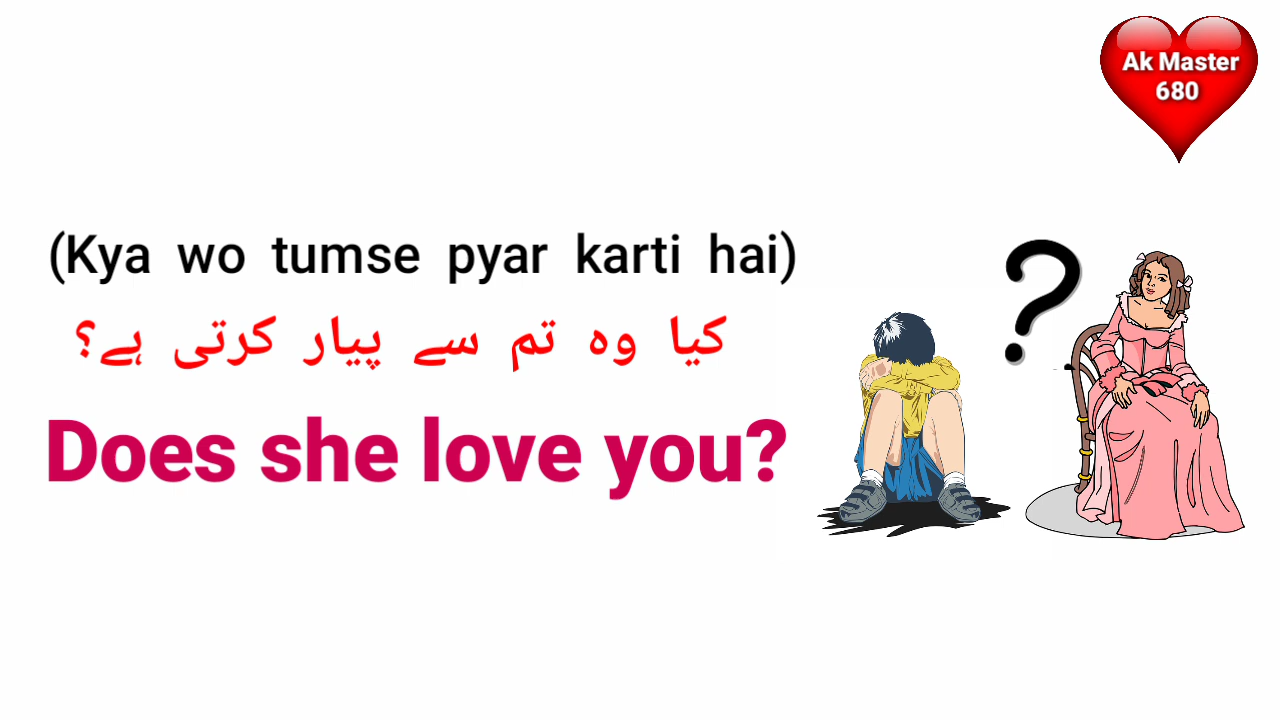 Ak Master
680
(Kya wo tumse pyar karti hai)
کیا وہ تم سے پیار کرتی ہے؟
Does she love you?
?